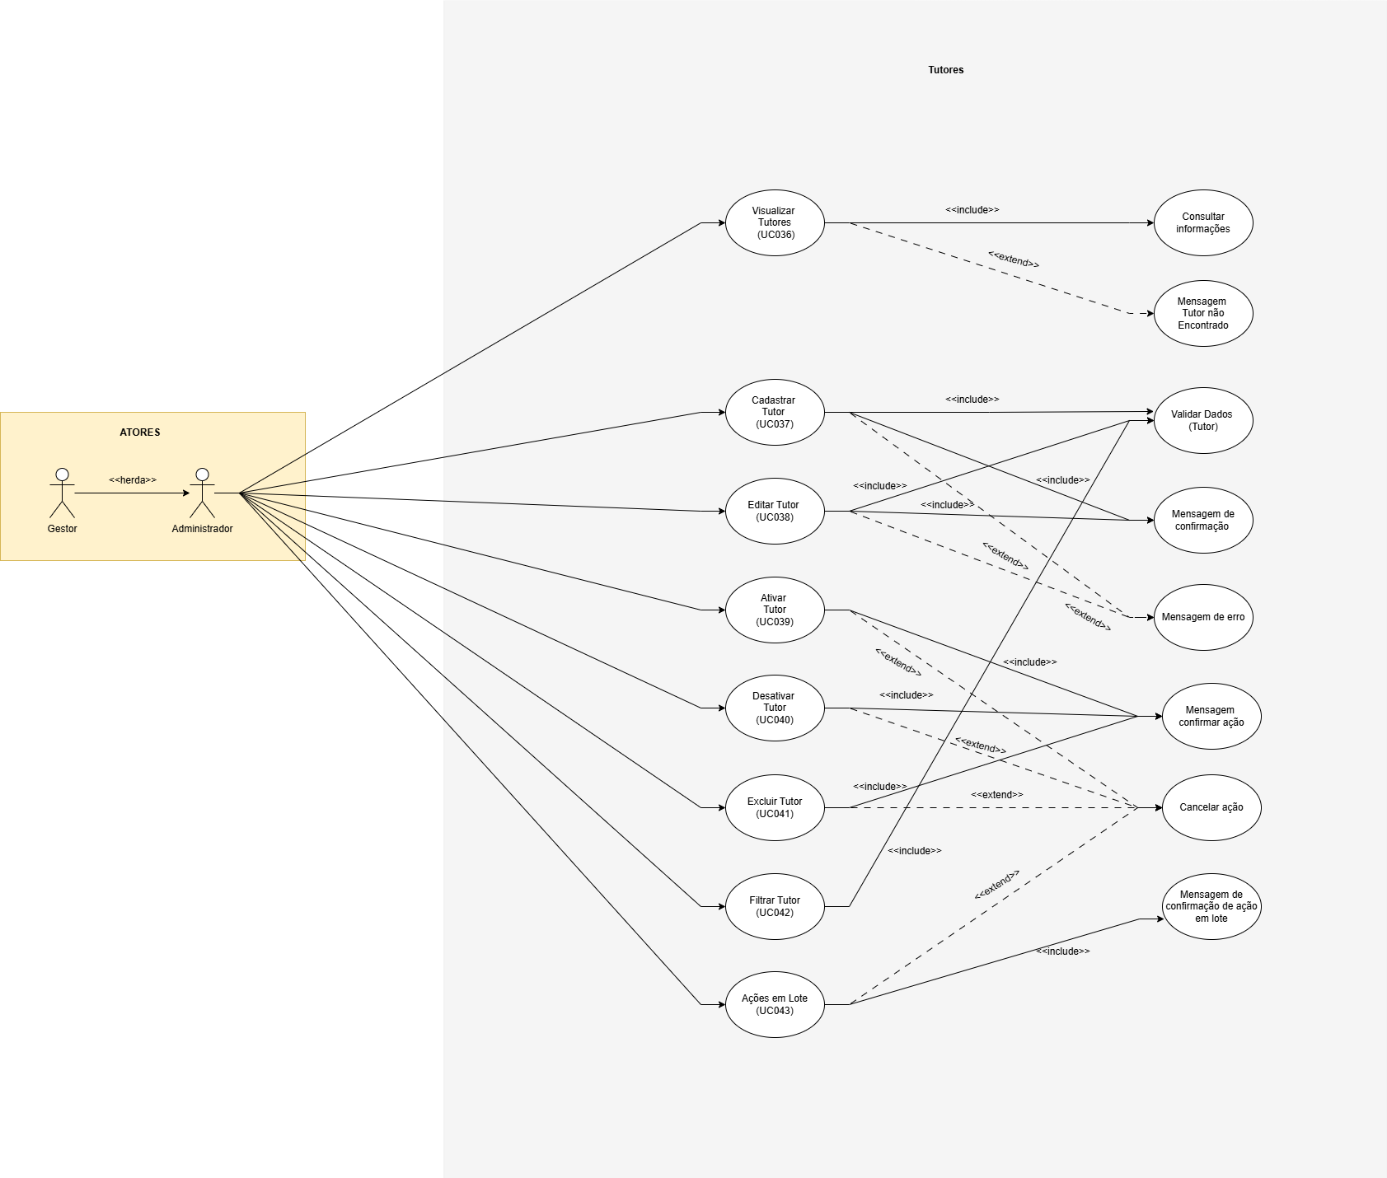 Tutores
Visualizar
Tutores
(UC036)
<<include>>
Consultar
informações
<<extend>>
Mensagem
Tutor não
Encontrado
ATORES
<<herda>>
Gestor
Administrador
Cadastrar
Tutor
(UC037)
<<include>>
Validar Dados
(Tutor)
<<include>>
<<include>>
Editar Tutor
(UC038)
<<include>>
Mensagem de
confirmação
<<extend>>
<<extend>>
Mensagem de erro
Ativar
Tutor
(UC039)
<<extend>>
<<include>>
Desativar
Tutor
(UC040)
<<include>>
Mensagem
confirmar ação
<<extend>>
Excluir Tutor
(UC041)
<<include>>
<<extend>>
Cancelar ação
<<include>>
Filtrar Tutor
(UC042)
<<extend>>
Mensagem de
confirmação de ação
em lote
<<include>>
Ações em Lote
(UC043)